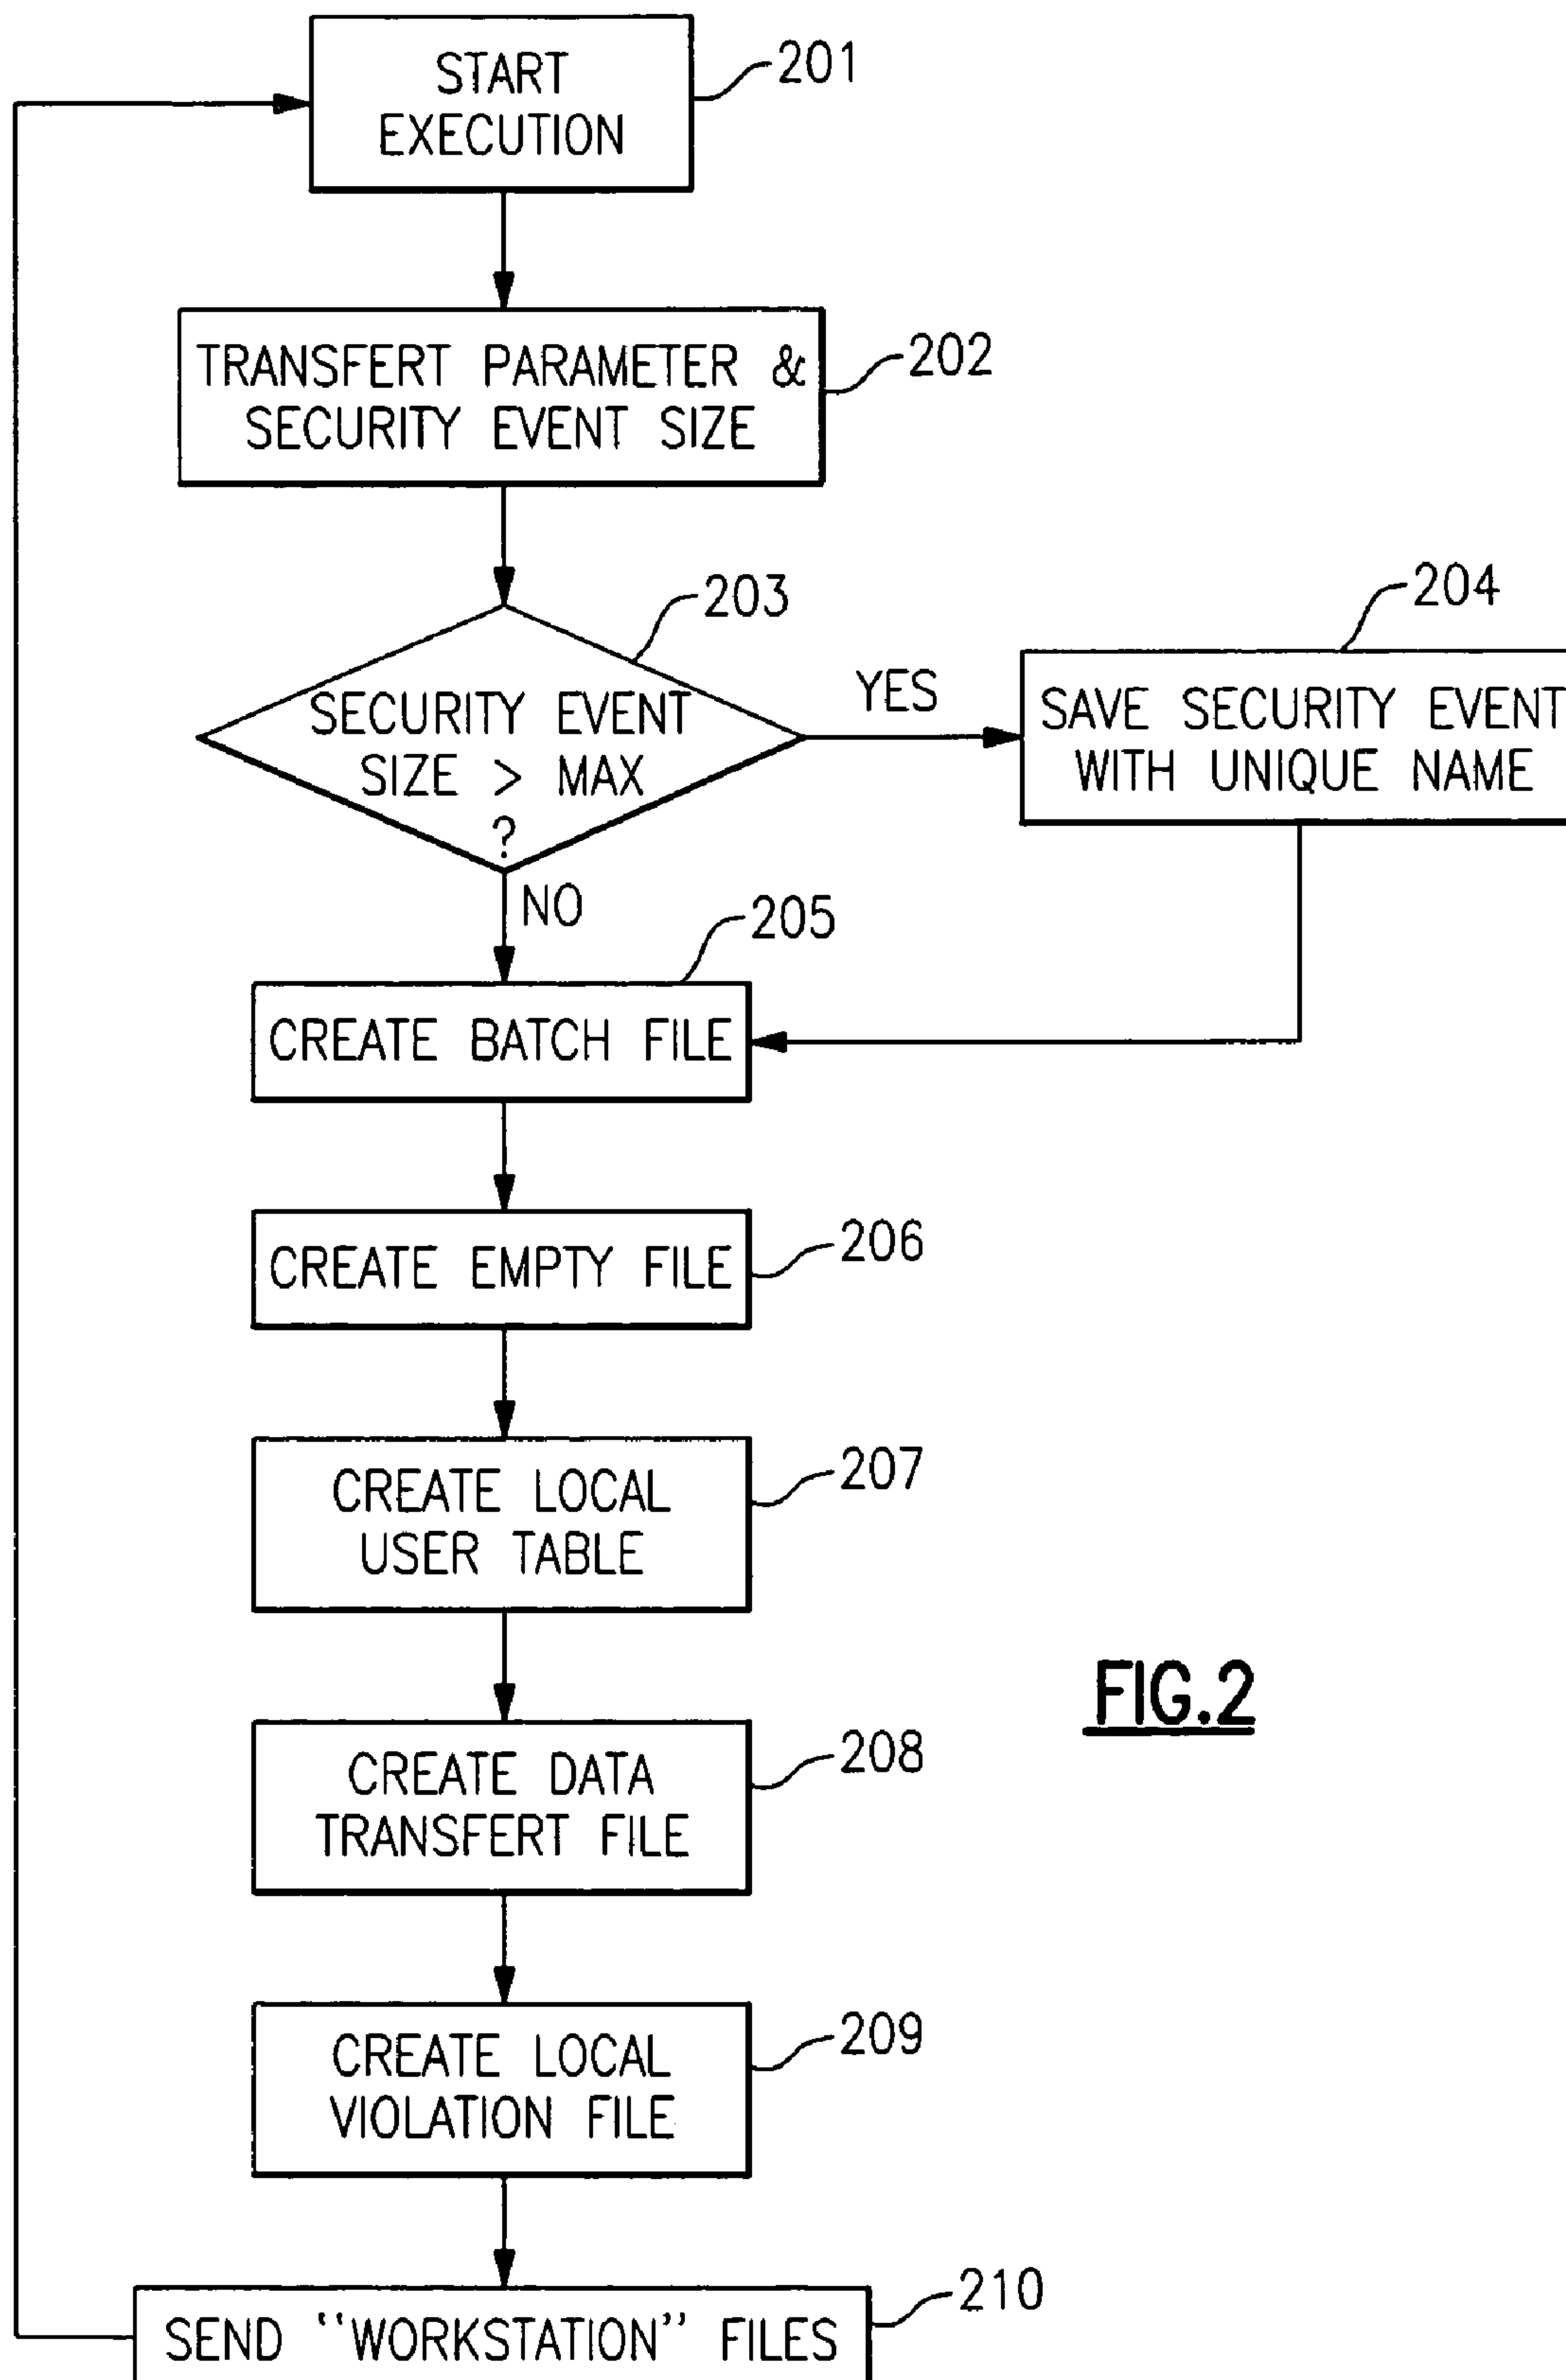 START
EXECUTION
201
TRANSFERT PARAMETER &
SECURITY EVENT SIZE
202
203
SECURITY EVENT
SIZE > MAX
?
YES
204
SAVE SECURITY EVENT
WITH UNIQUE NAME
NO
205
CREATE BATCH FILE
CREATE EMPTY FILE
206
CREATE LOCAL
USER TABLE
207
CREATE DATA
TRANSFERT FILE
208
FIG.2
CREATE LOCAL
VIOLATION FILE
209
SEND "WORKSTATION" FILES
210